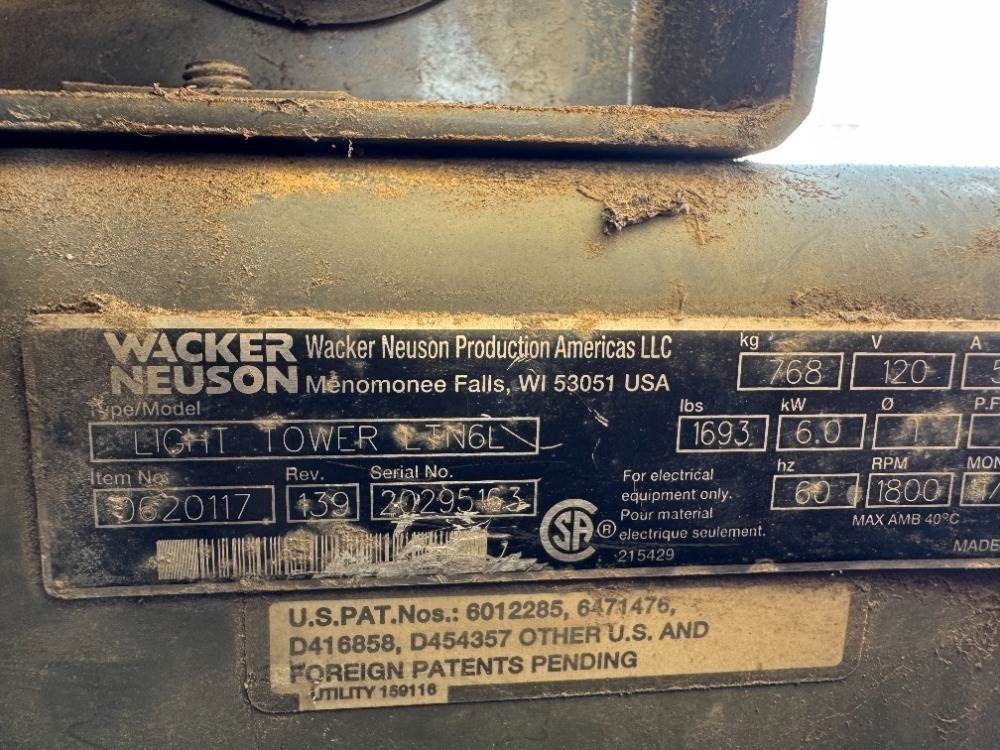 WACKER
NEUSON
Wacker Neuson Production Americas LLC
Menomonee Falls, WI 53051 USA
Type/Model
LIGHT TOWER LTN6L
Item No.
0620117
Rev.
139
Serial No.
20295163
kg
768
V
120
A
lbs
1693
kW
6.0
Ø
1
P.F
hz
60
RPM
1800
MON
MAX AMB 40°C
MADE
For electrical
equipment only.
Pour material
electrique seulement.
215429
SA
®
U.S.PAT.Nos.: 6012285, 6471476,
D416858, D454357 OTHER U.S. AND
FOREIGN PATENTS PENDING
UTILITY 159116